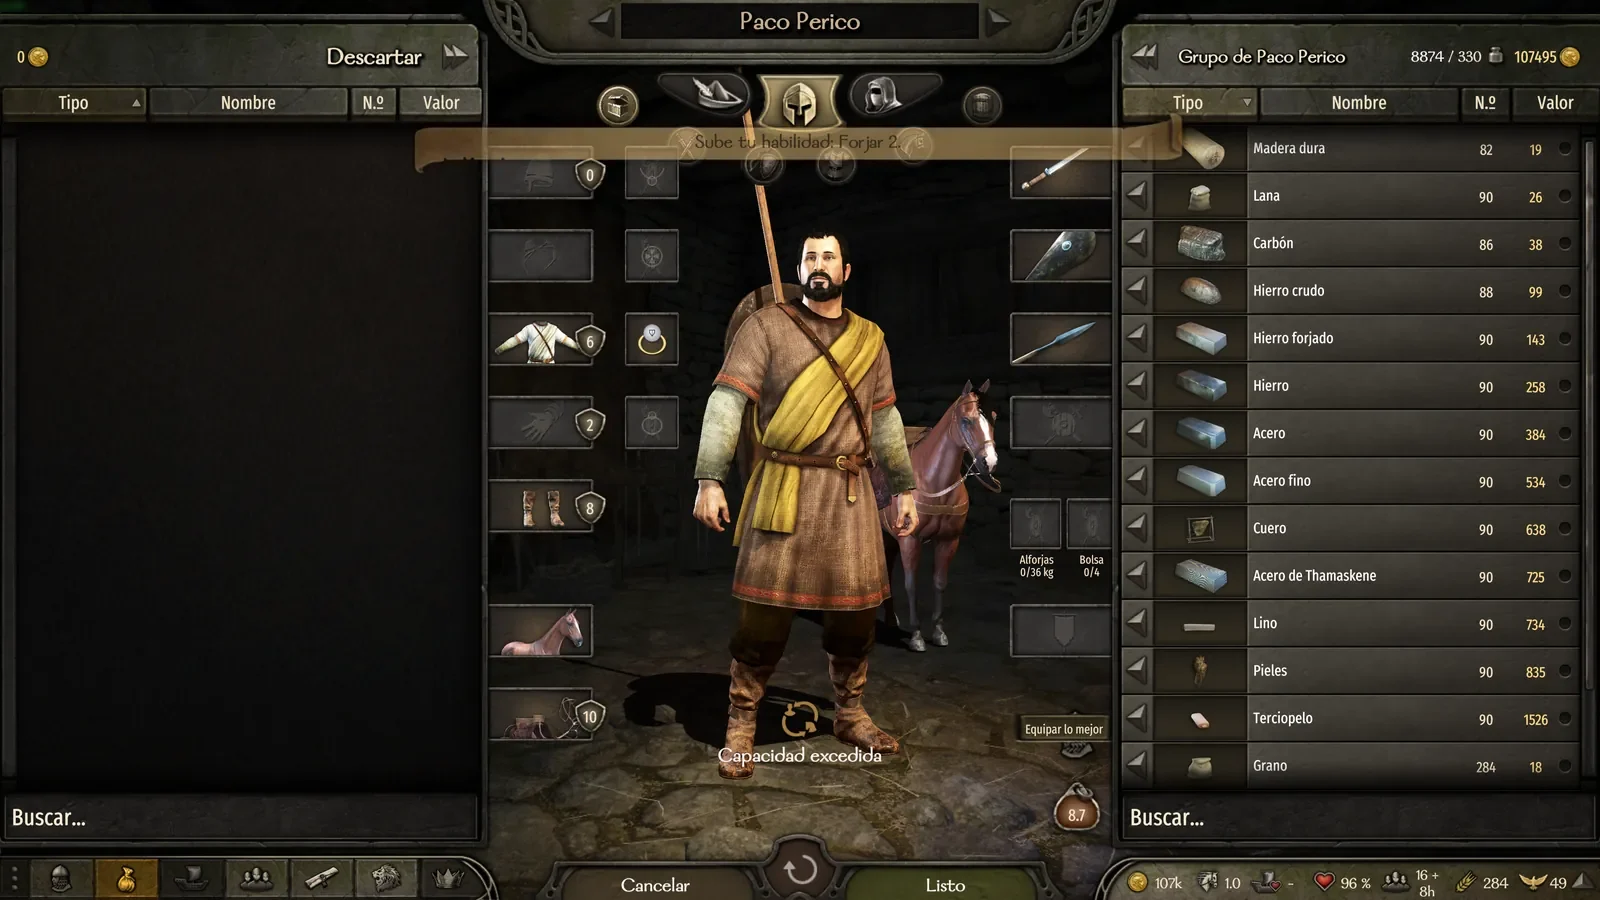 Paco Perico
0
Descartar
Grupo de Paco Perico
8874 / 330
107495
Tipo Nombre N.º Valor
Tipo Nombre N.º Valor
Sube tu habilidad: Forjar 2.
0
6
2
8
10
Alforjas
0/36 kg
Bolsa
0/4
Equipar lo mejor
Capacidad excedida
8.7
Madera dura 82 19
Lana 90 26
Carbón 86 38
Hierro crudo 88 99
Hierro forjado 90 143
Hierro 90 258
Acero 90 384
Acero fino 90 534
Cuero 90 638
Acero de Thamaskene 90 725
Lino 90 734
Pieles 90 835
Terciopelo 90 1526
Grano 284 18
Buscar...
Buscar...
Cancelar
Listo
107k 1.0 - 96 % 16 + 8h 284 49